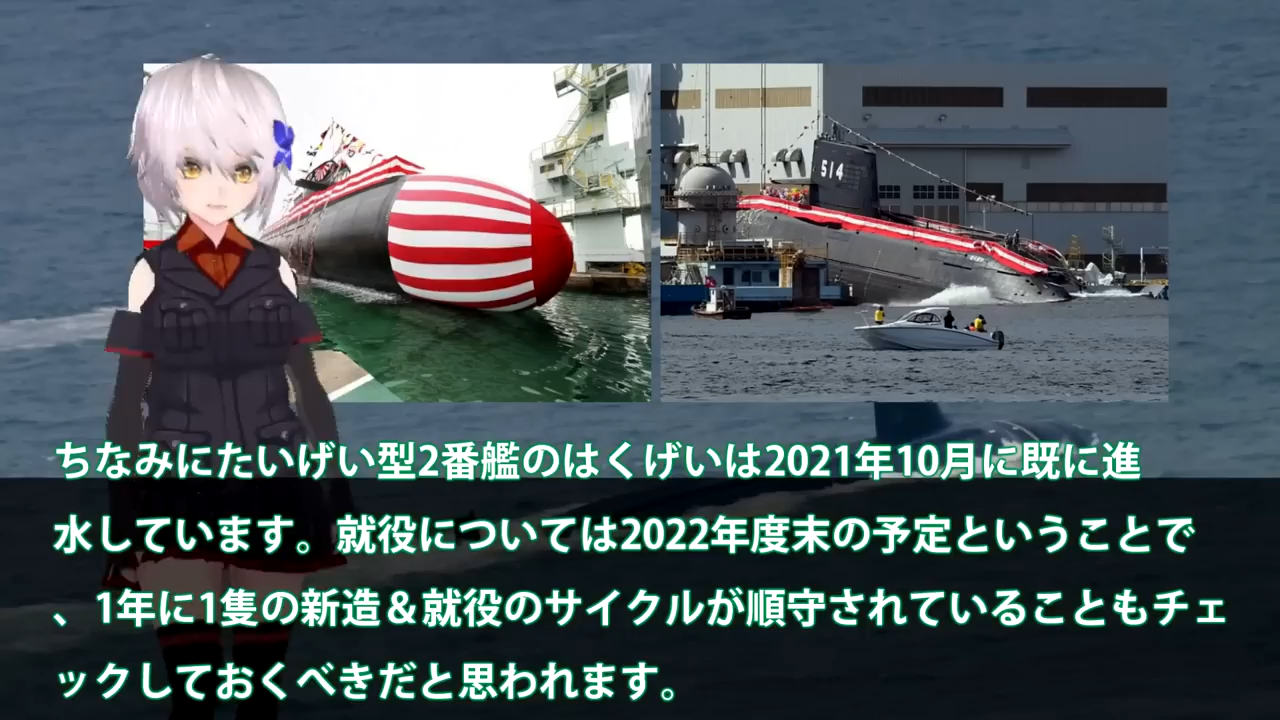 514
ちなみにたいげい型2番艦のはくげいは2021年10月に既に進
水しています。就役については2022年度末の予定ということで
、1年に1隻の新造＆就役のサイクルが順守されていることもチェ
ックしておくべきだと思われます。